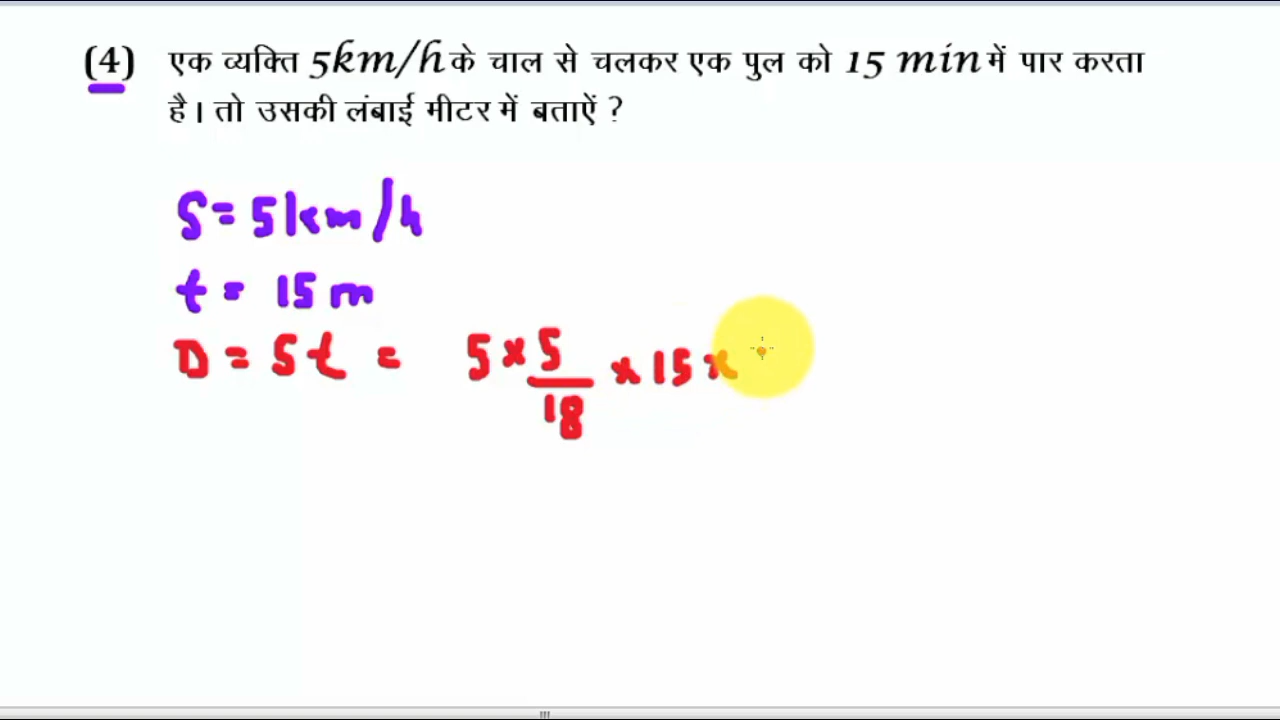 (4) एक व्यक्ति 5km/h के चाल से चलकर एक पुल को 15 min में पार करता
है। तो उसकी लंबाई मीटर में बताऐं ?
S = 5km/h
t = 15 m
D = St = 5 × 5/18 × 15 ×